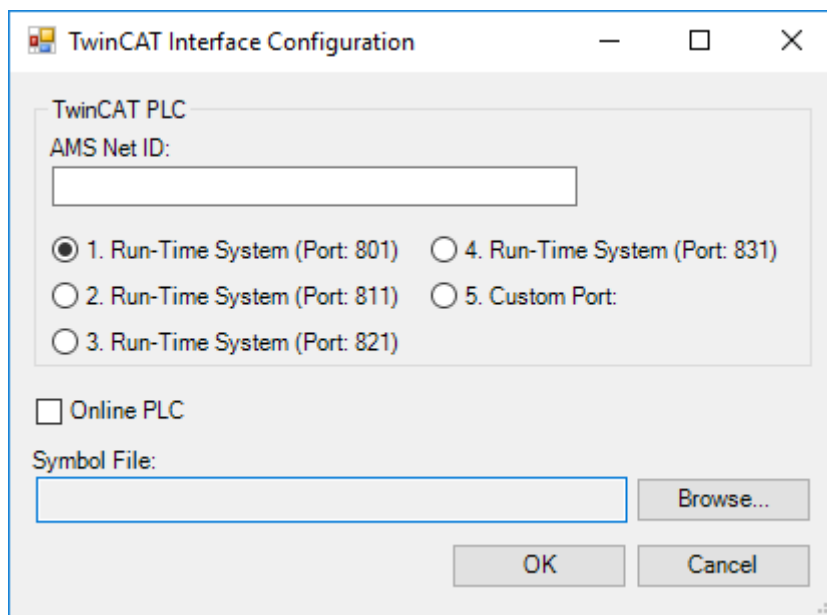 TwinCAT Interface Configuration
TwinCAT PLC
AMS Net ID:
1. Run-Time System (Port: 801)
4. Run-Time System (Port: 831)
2. Run-Time System (Port: 811)
5. Custom Port:
3. Run-Time System (Port: 821)
Online PLC
Symbol File:
Browse...
OK
Cancel